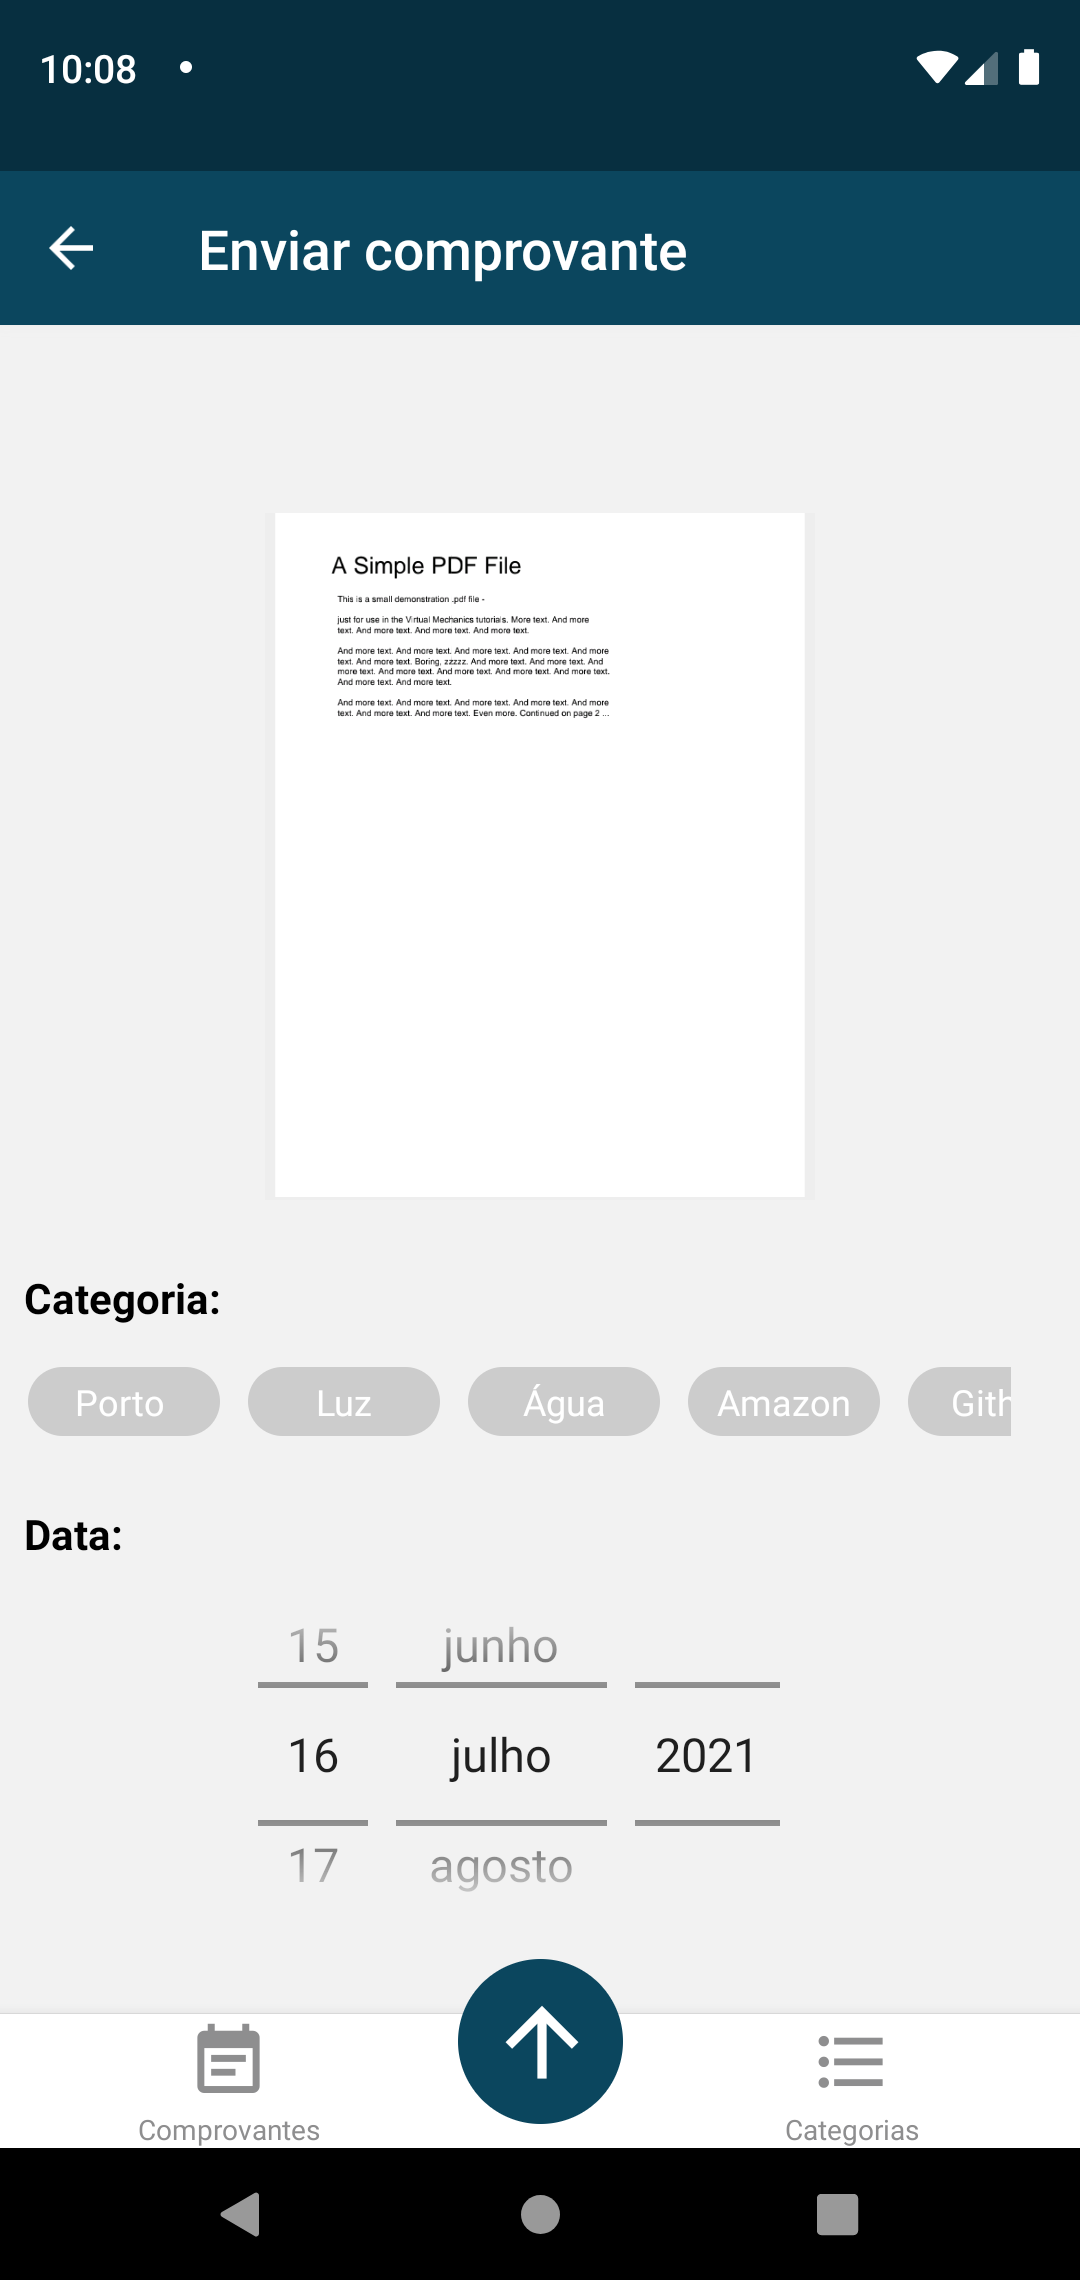 10:08
Enviar comprovante
A Simple PDF File
This is a small demonstration .pdf file -
just for use in the Virtual Mechanics tutorials. More text. And more
text. And more text. And more text. And more text.
And more text. And more text. And more text. And more text. And more
text. And more text. Boring, zzzzz. And more text. And more text. And
more text. And more text. And more text. And more text. And more text.
And more text. And more text.
And more text. And more text. And more text. And more text. And more
text. And more text. And more text. Even more. Continued on page 2 ...
Categoria:
Porto Luz Água Amazon Gith
Data:
15 junho
16 julho 2021
17 agosto
Comprovantes Categorias